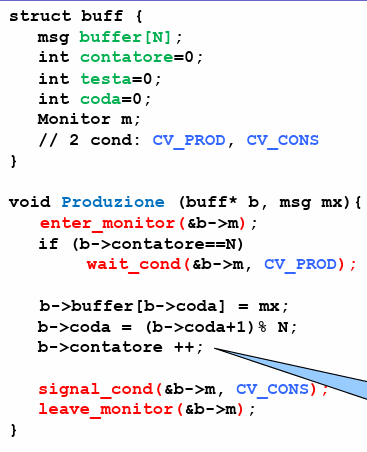 struct buff {
msg buffer[N];
int contatore=0;
int testa=0;
int coda=0;
Monitor m;
// 2 cond: CV_PROD, CV_CONS
}
void Produzione (buff* b, msg mx){
enter_monitor(&b->m);
if (b->contatore==N)
wait_cond(&b->m, CV_PROD);
b->buffer[b->coda] = mx;
b->coda = (b->coda+1)% N;
b->contatore ++;
signal_cond(&b->m, CV_CONS);
leave_monitor(&b->m);
}